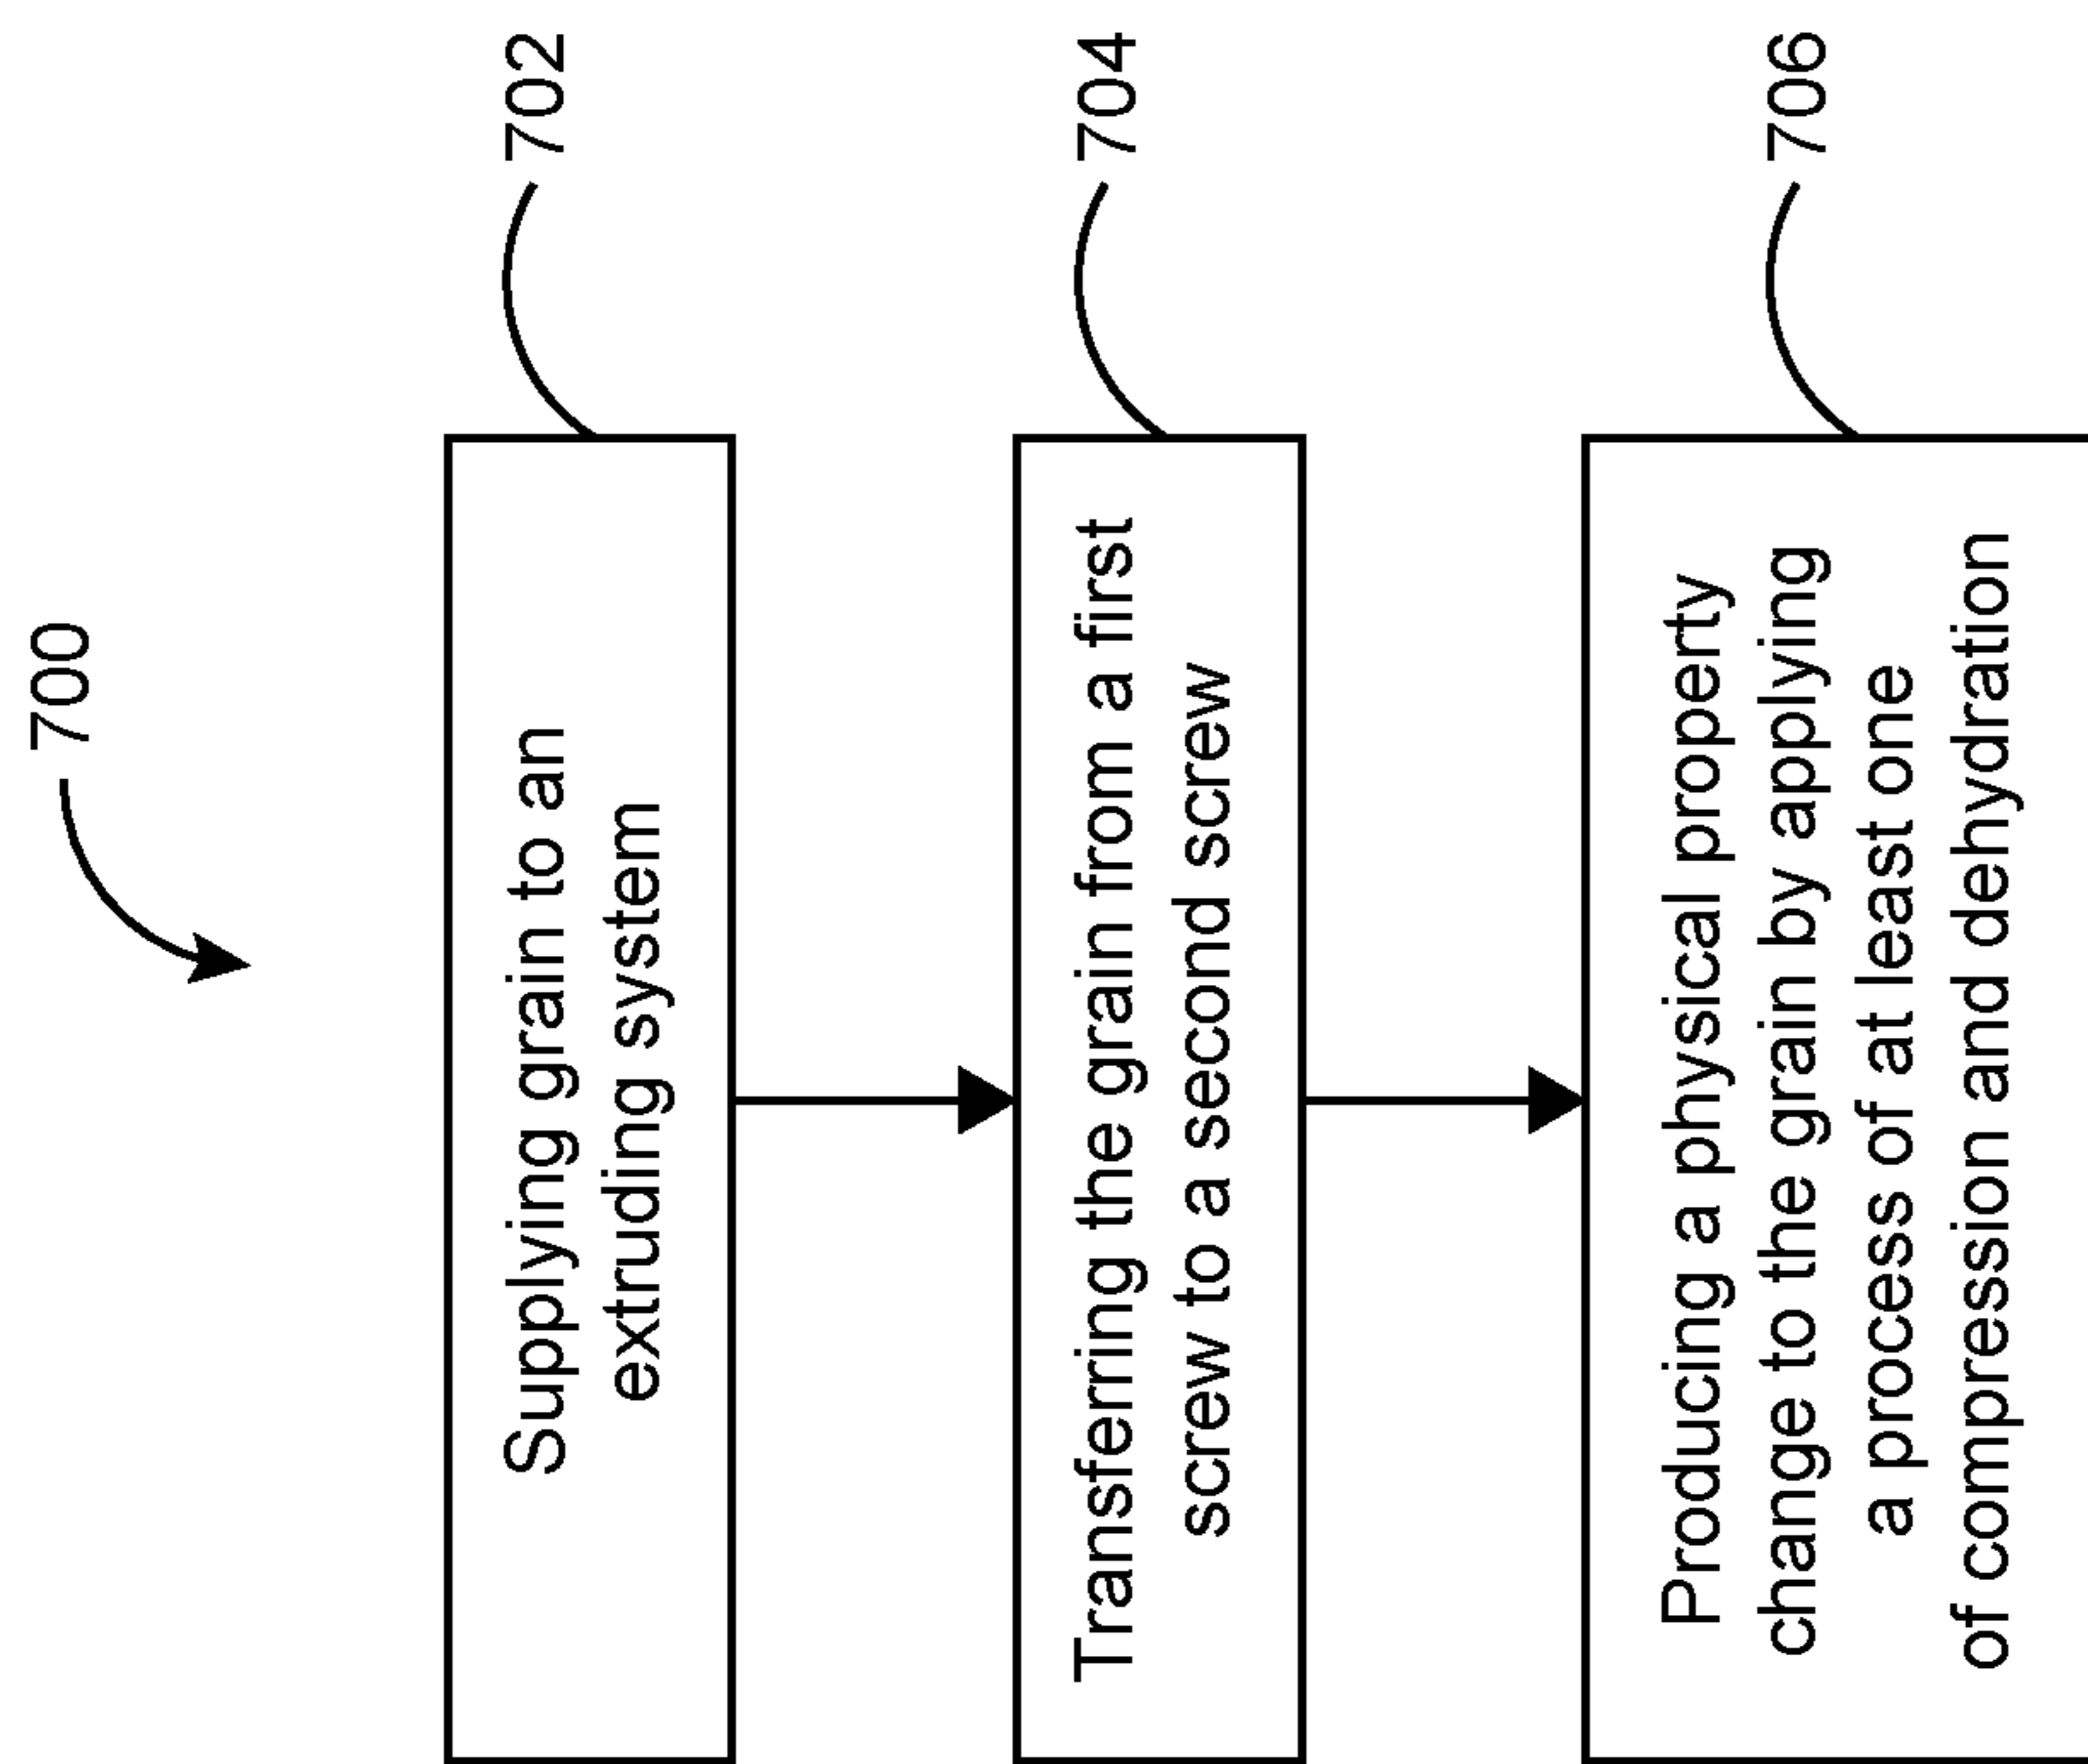 700
Supplying grain to an
extruding system
702
Transferring the grain from a first
screw to a second screw
704
Producing a physical property
change to the grain by applying
a process of at least one
of compression and dehydration
706